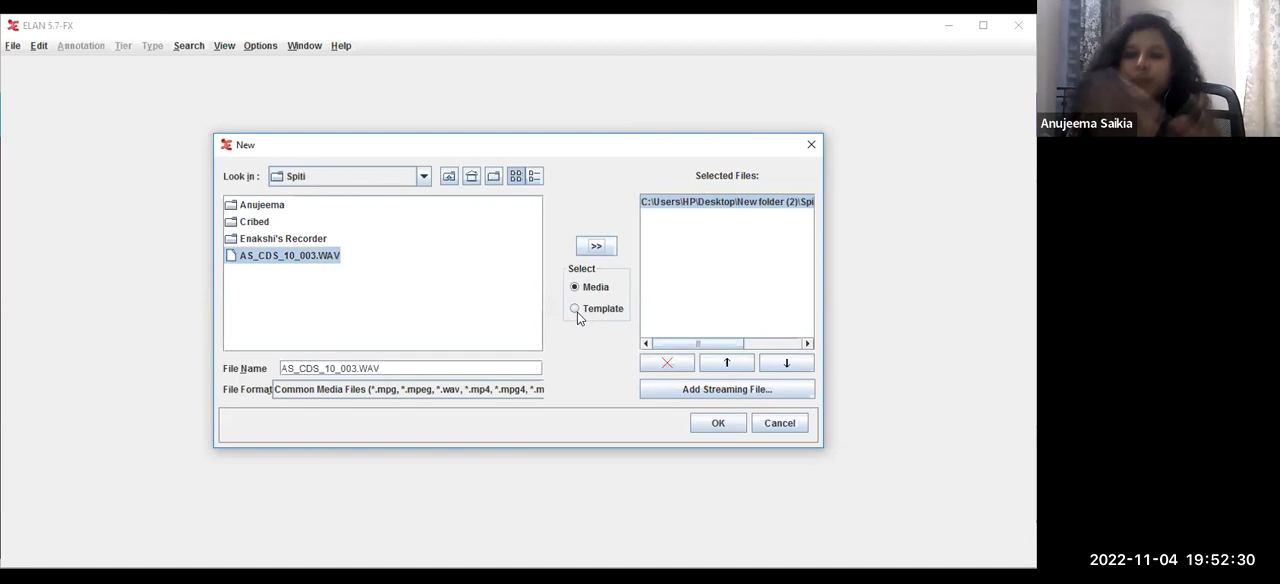 ELAN 5.7-FX
File Edit Annotation Tier Type Search View Options Window Help
Anujeema Saikia
New
Look in : Spiti
Selected Files:
Anujeema
Cribed
Enakshi's Recorder
AS_CDS_10_003.WAV
C:\Users\HP\Desktop\New folder (2)\Spi
>>
Select
Media
Template
File Name AS_CDS_10_003.WAV
File Format Common Media Files (*.mpg, *.mpeg, *.wav, *.mp4, *.mpg4, *.m
Add Streaming File...
OK Cancel
2022-11-04 19:52:30